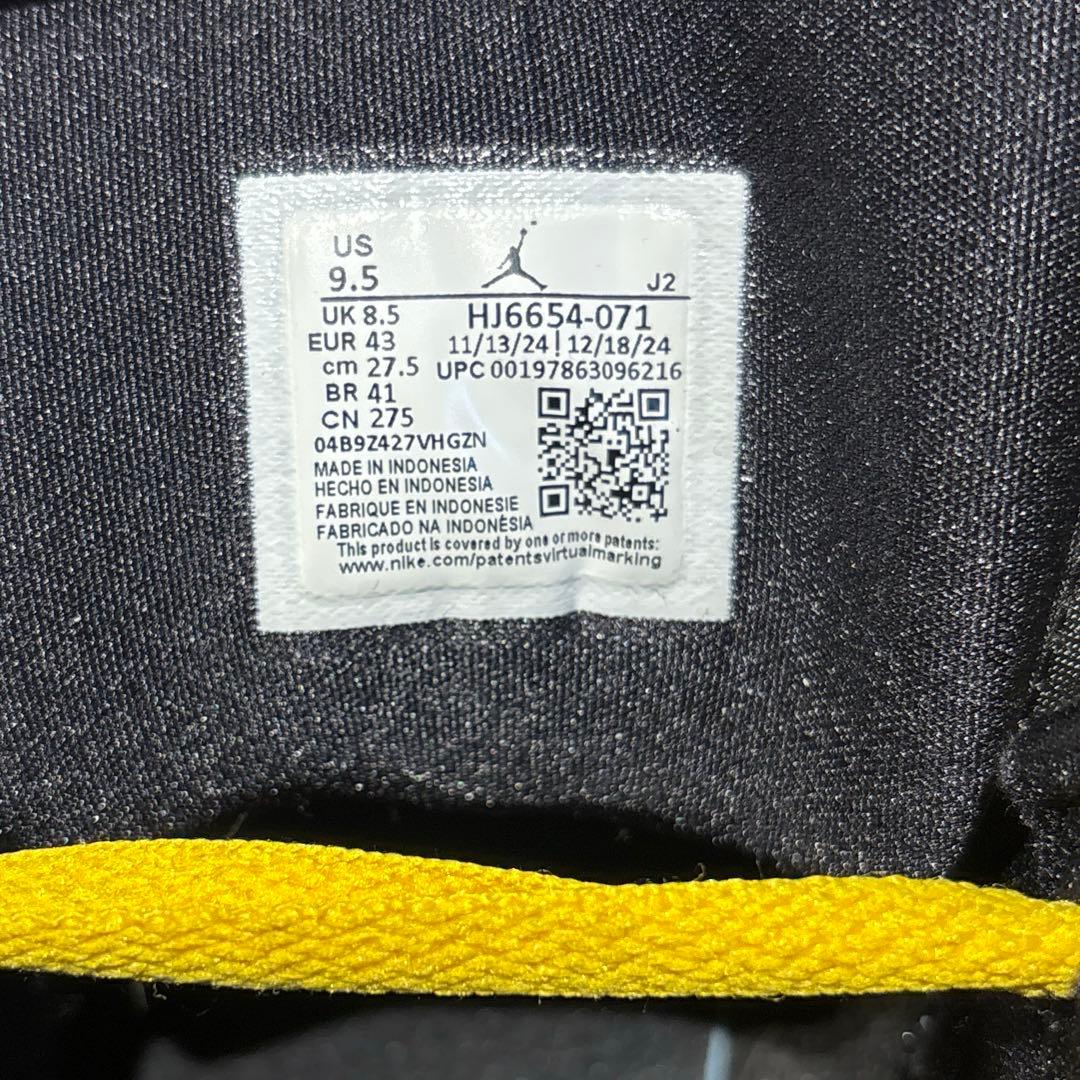 US
9.5
J2
UK 8.5
HJ6654-071
EUR 43
11/13/24 | 12/18/24
cm 27.5
UPC 00197863096216
BR 41
CN 275
04B9Z427VHGZN
MADE IN INDONESIA
HECHO EN INDONESIA
FABRIQUE EN INDONESIE
FABRICADO NA INDONÉSIA
This product is covered by one or more patents:
www.nike.com/patentsvirtualmarking